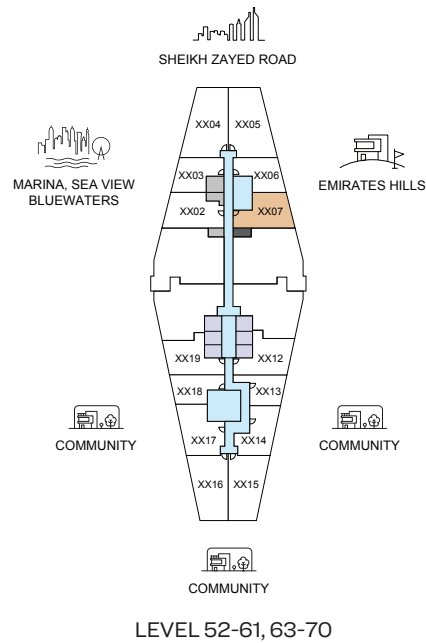 SHEIKH ZAYED ROAD
XX04 XX05
MARINA, SEA VIEW
BLUEWATERS
XX03 XX06
EMIRATES HILLS
XX02 XX07
XX19 XX12
XX18 XX13
COMMUNITY
XX17 XX14
COMMUNITY
XX16 XX15
COMMUNITY
LEVEL 52-61, 63-70